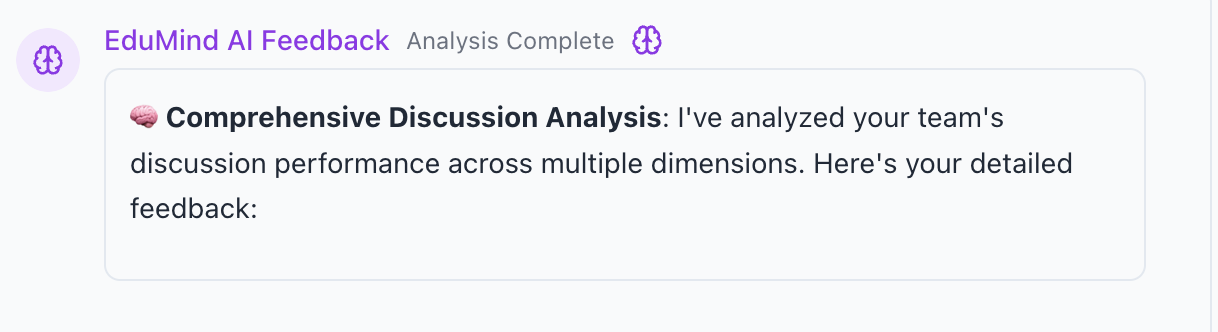 EduMind AI Feedback Analysis Complete
🧠 Comprehensive Discussion Analysis: I've analyzed your team's
discussion performance across multiple dimensions. Here's your detailed
feedback: